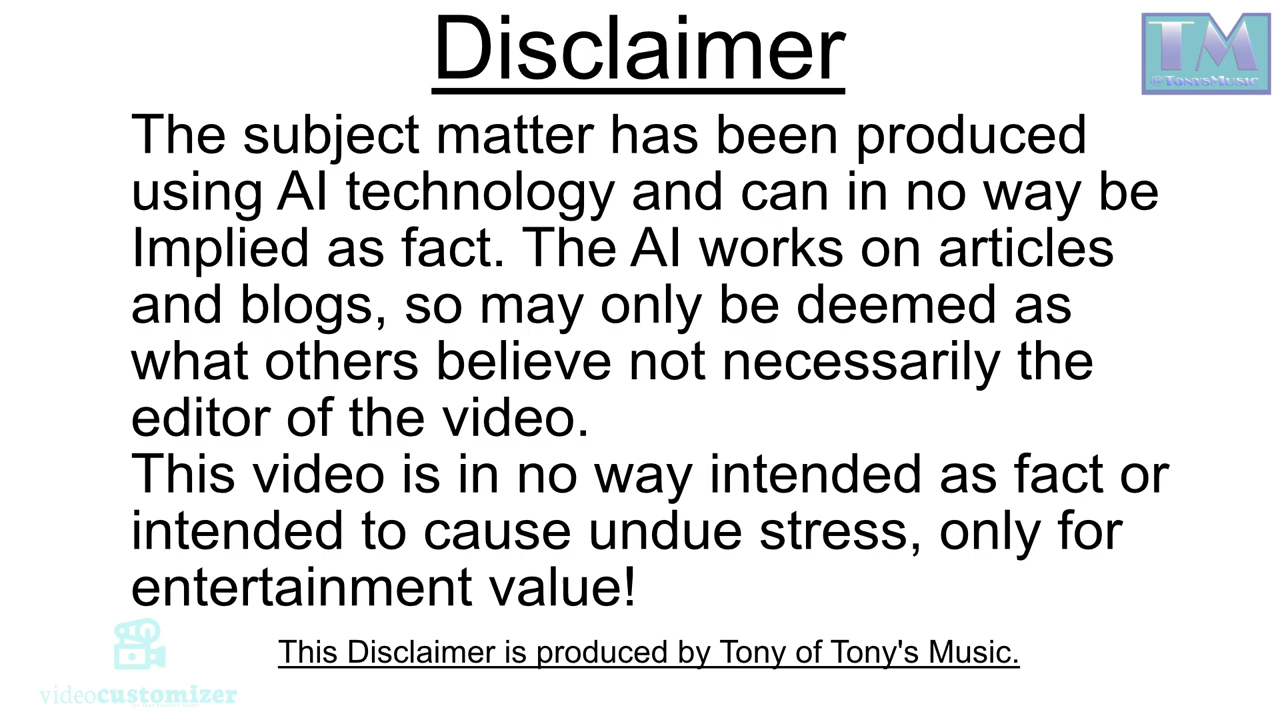 Disclaimer
TM
@TonysMusic
The subject matter has been produced
using AI technology and can in no way be
Implied as fact. The AI works on articles
and blogs, so may only be deemed as
what others believe not necessarily the
editor of the video.
This video is in no way intended as fact or
intended to cause undue stress, only for
entertainment value!
This Disclaimer is produced by Tony of Tony's Music.
videocustomizer